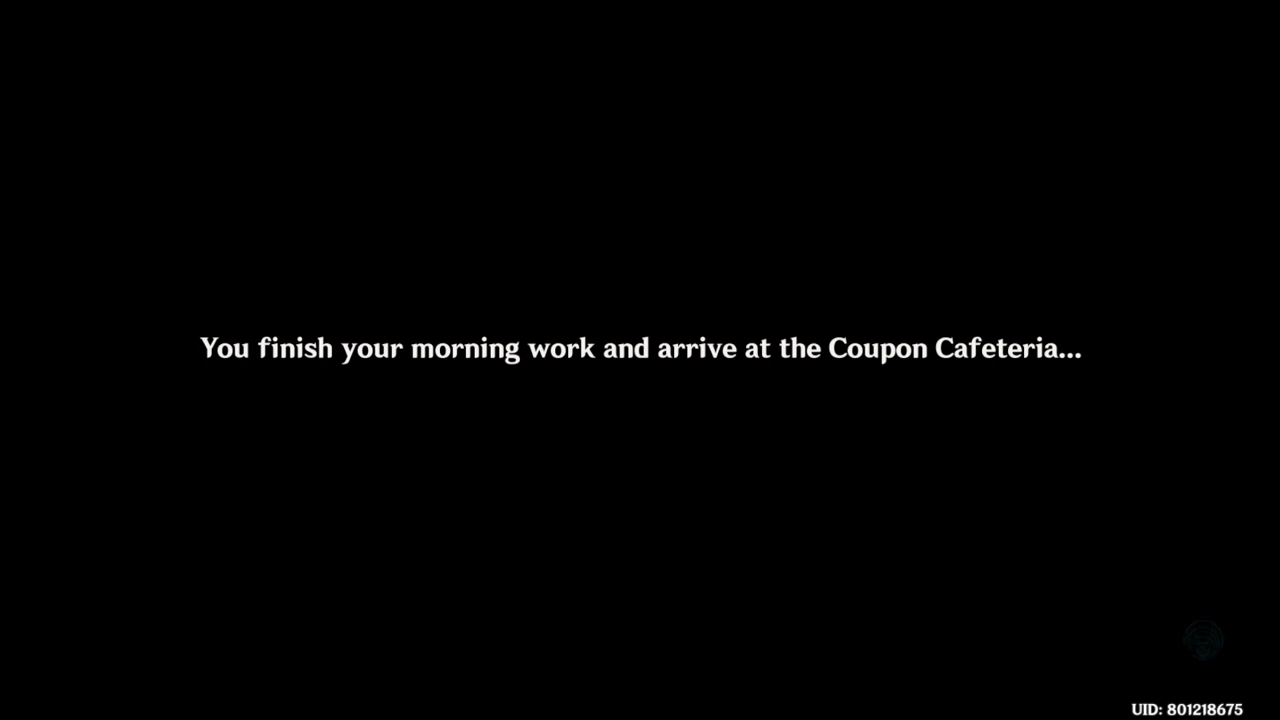 You finish your morning work and arrive at the Coupon Cafeteria...
UID: 801218675